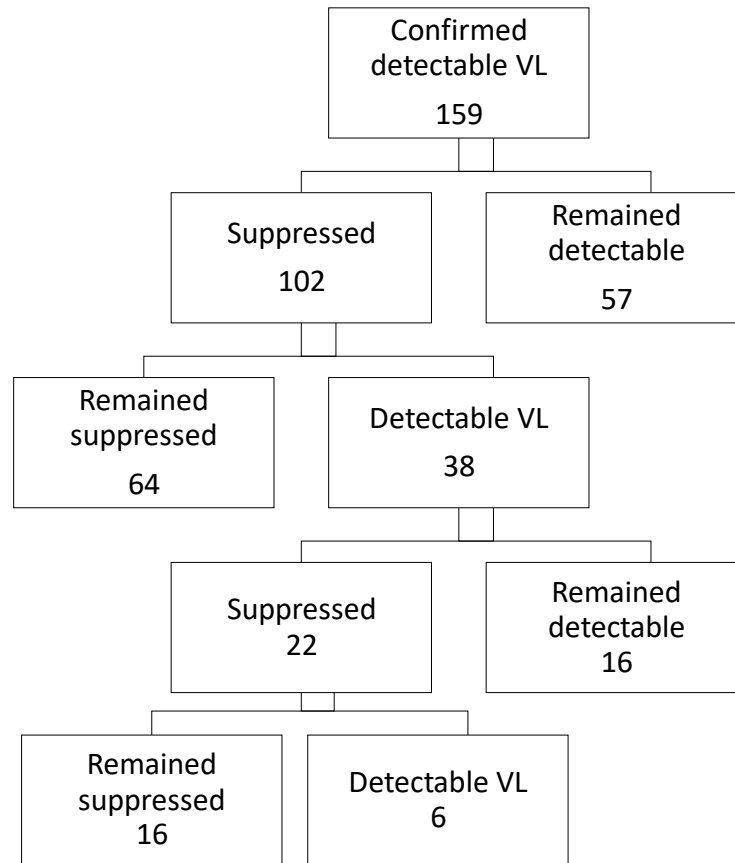 Confirmed
detectable VL
159
Suppressed
102
Remained
detectable
57
Remained
suppressed
64
Detectable VL
38
Suppressed
22
Remained
detectable
16
Remained
suppressed
16
Detectable VL
6